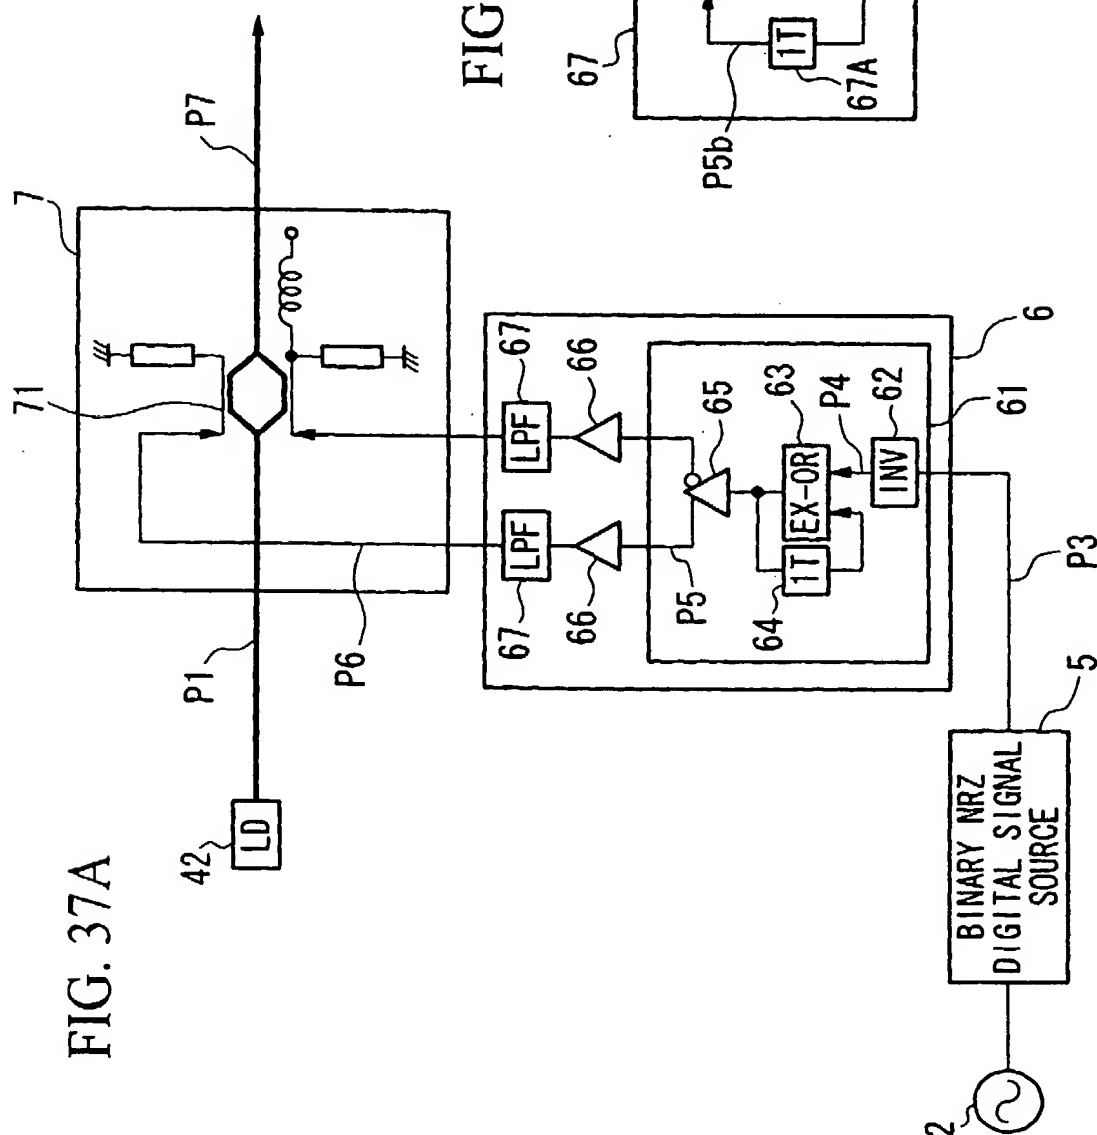 FIG. 37A
42
LD
P1
P7
7
71
P6
67
LPF
LPF
67
66
66
P5
65
64
1T
EX-OR
63
P4
INV
62
61
6
P3
5
BINARY NRZ
DIGITAL SIGNAL
SOURCE
2
FIG
67
P5b
1T
67A